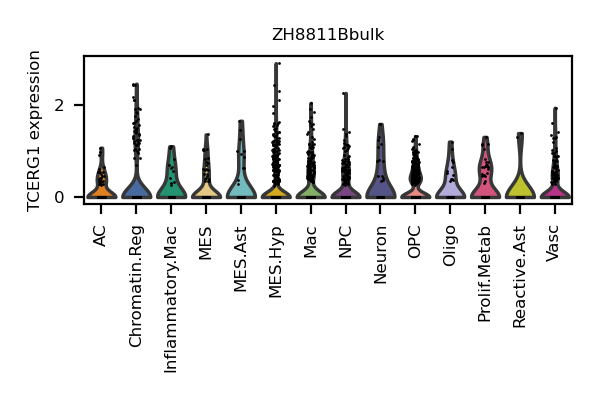 ZH8811Bbulk
TCERG1 expression
2
0
AC
Chromatin.Reg
Inflammatory.Mac
MES
MES.Ast
MES.Hyp
Mac
NPC
Neuron
OPC
Oligo
Prolif.Metab
Reactive.Ast
Vasc